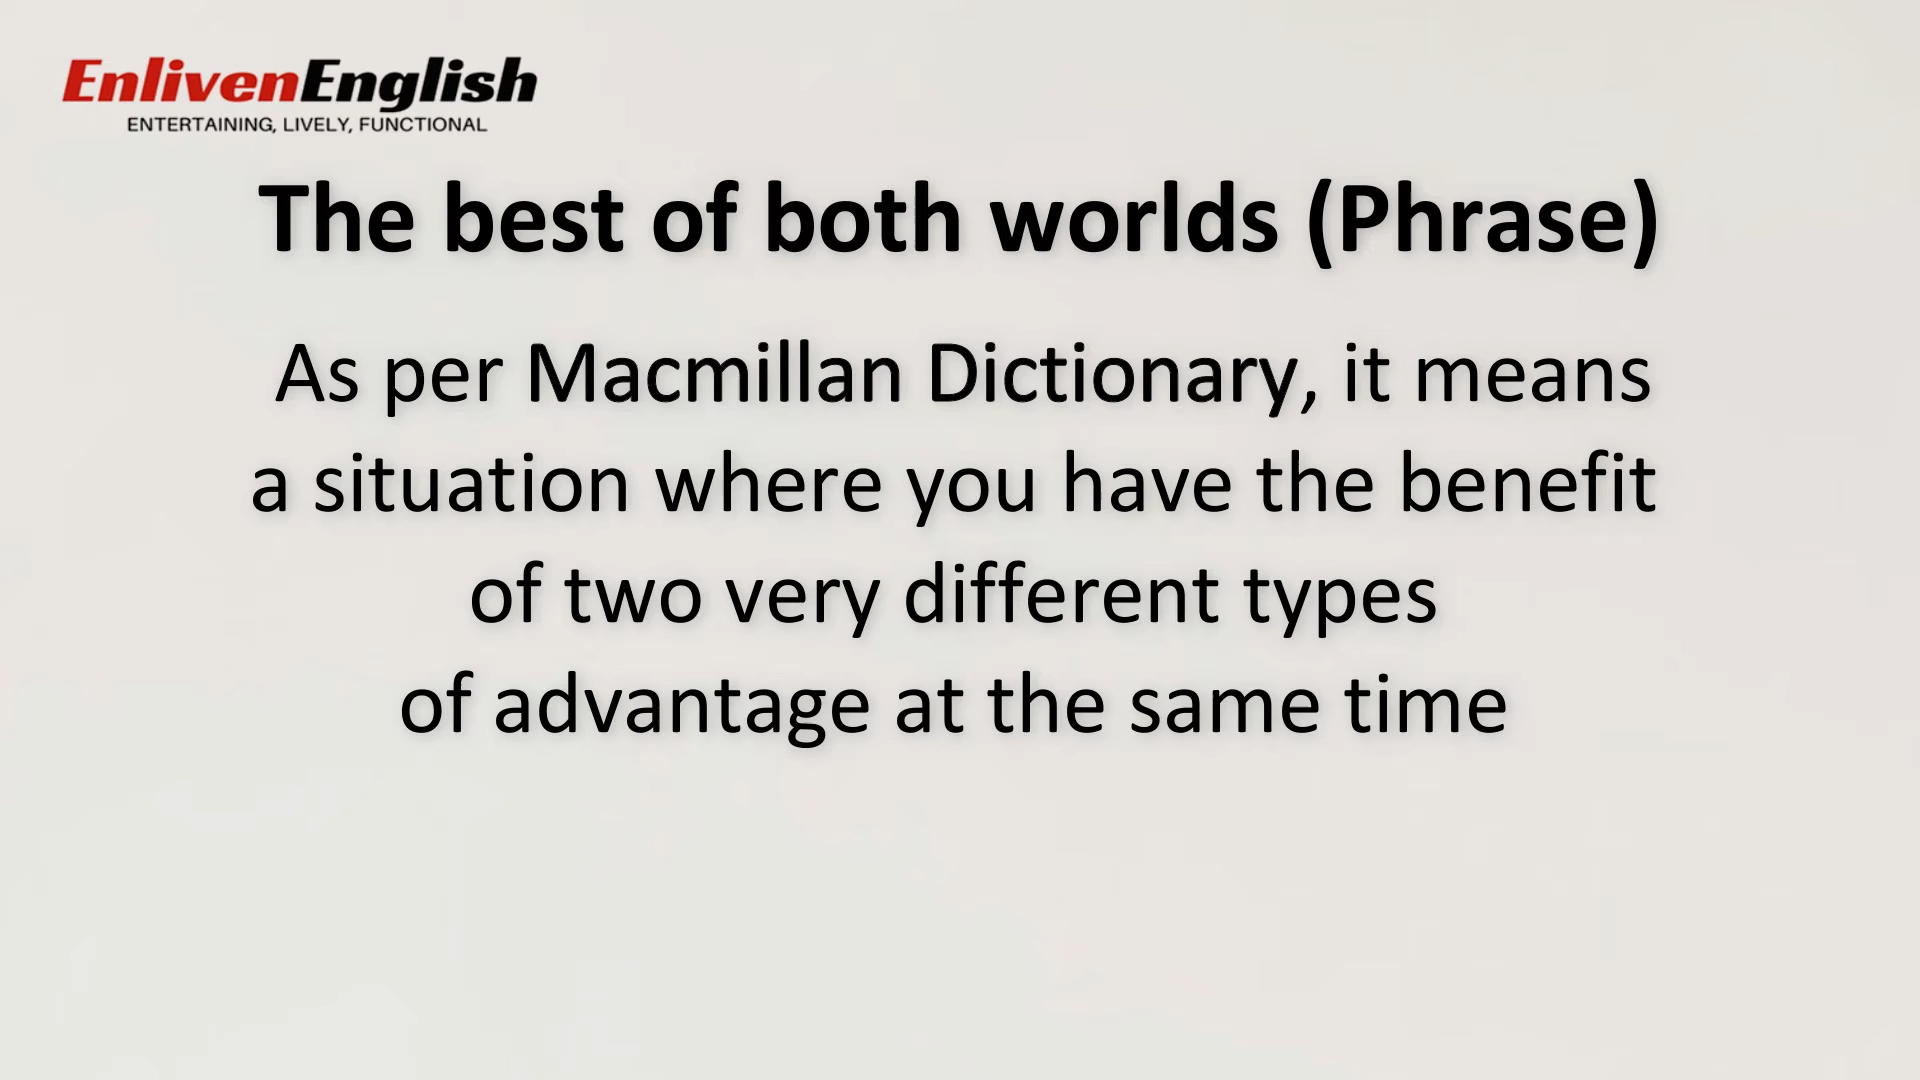 EnlivenEnglish
ENTERTAINING, LIVELY, FUNCTIONAL
The best of both worlds (Phrase)
As per Macmillan Dictionary, it means
a situation where you have the benefit
of two very different types
of advantage at the same time